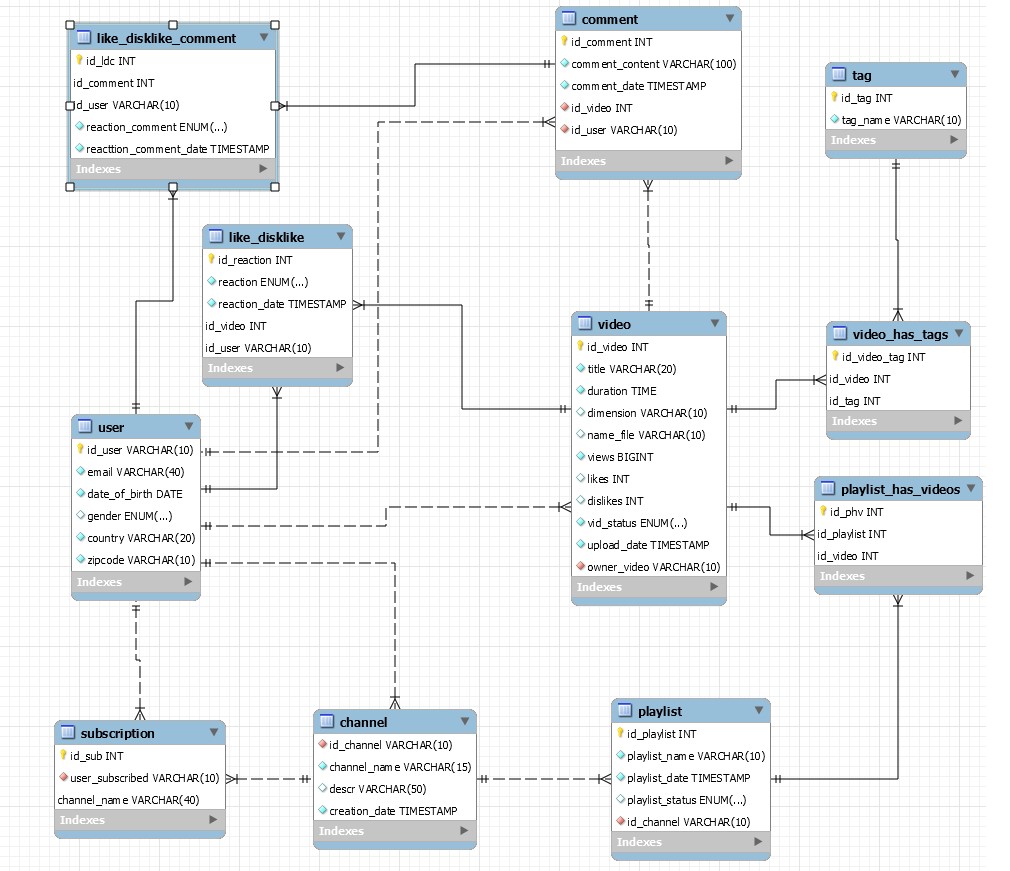 like_disklike_comment
id_ldc INT
id_comment INT
id_user VARCHAR(10)
reaction_comment ENUM(...)
reacttion_comment_date TIMESTAMP
Indexes
comment
id_comment INT
comment_content VARCHAR(100)
comment_date TIMESTAMP
id_video INT
id_user VARCHAR(10)
Indexes
tag
id_tag INT
tag_name VARCHAR(10)
Indexes
like_disklike
id_reaction INT
reaction ENUM(...)
reaction_date TIMESTAMP
id_video INT
id_user VARCHAR(10)
Indexes
video
id_video INT
title VARCHAR(20)
duration TIME
dimension VARCHAR(10)
name_file VARCHAR(10)
views BIGINT
likes INT
dislikes INT
vid_status ENUM(...)
upload_date TIMESTAMP
owner_video VARCHAR(10)
Indexes
video_has_tags
id_video_tag INT
id_video INT
id_tag INT
Indexes
user
id_user VARCHAR(10)
email VARCHAR(40)
date_of_birth DATE
gender ENUM(...)
country VARCHAR(20)
zipcode VARCHAR(10)
Indexes
playlist_has_videos
id_phv INT
id_playlist INT
id_video INT
Indexes
subscription
id_sub INT
user_subscribed VARCHAR(10)
channel_name VARCHAR(40)
Indexes
channel
id_channel VARCHAR(10)
channel_name VARCHAR(15)
descr VARCHAR(50)
creation_date TIMESTAMP
Indexes
playlist
id_playlist INT
playlist_name VARCHAR(10)
playlist_date TIMESTAMP
playlist_status ENUM(...)
id_channel VARCHAR(10)
Indexes